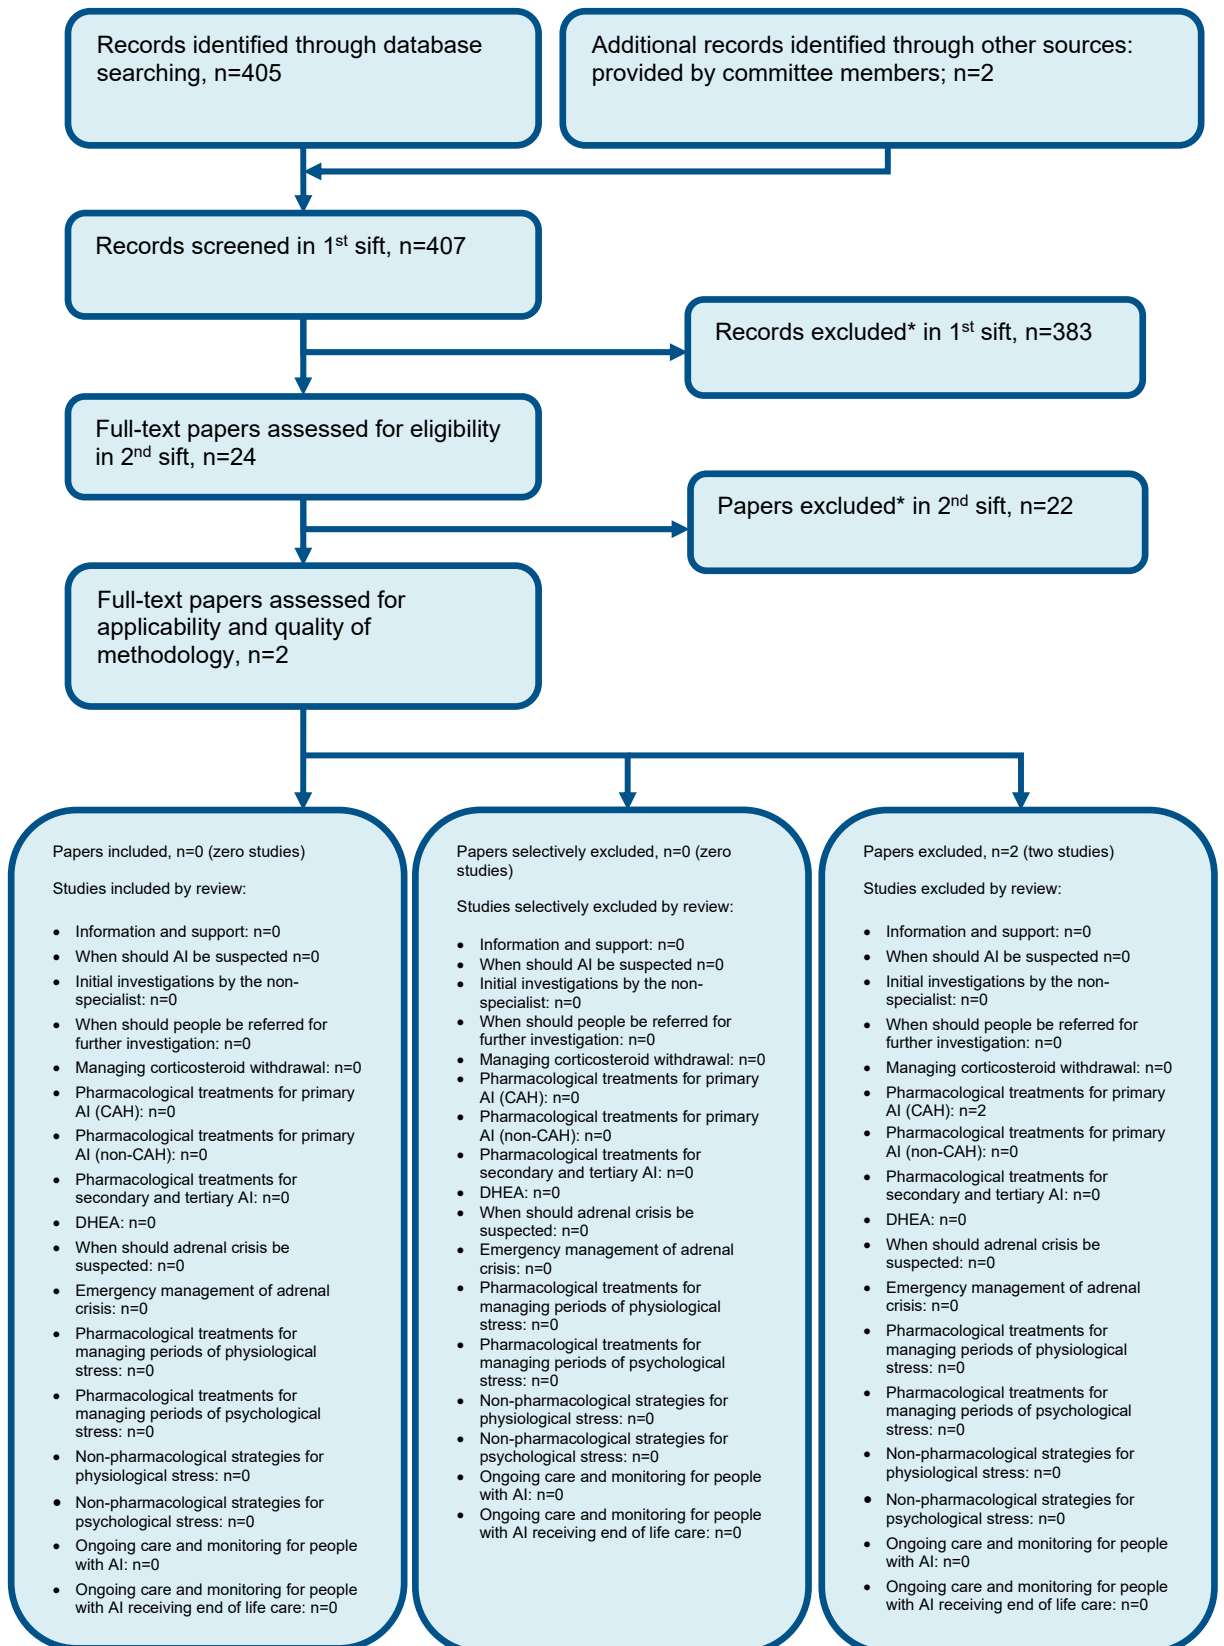 Records identified through database
searching, n=405
Additional records identified through other sources:
provided by committee members; n=2
Records screened in 1st sift, n=407
Records excluded* in 1st sift, n=383
Full-text papers assessed for eligibility
in 2nd sift, n=24
Papers excluded* in 2nd sift, n=22
Full-text papers assessed for
applicability and quality of
methodology, n=2
Papers included, n=0 (zero studies)
Studies included by review:
• Information and support: n=0
• When should AI be suspected n=0
• Initial investigations by the non-
specialist: n=0
• When should people be referred for
further investigation: n=0
• Managing corticosteroid withdrawal: n=0
• Pharmacological treatments for primary
AI (CAH): n=0
• Pharmacological treatments for primary
AI (non-CAH): n=0
• Pharmacological treatments for
secondary and tertiary AI: n=0
• DHEA: n=0
• When should adrenal crisis be
suspected: n=0
• Emergency management of adrenal
crisis: n=0
• Pharmacological treatments for
managing periods of physiological
stress: n=0
• Pharmacological treatments for
managing periods of psychological
stress: n=0
• Non-pharmacological strategies for
physiological stress: n=0
• Non-pharmacological strategies for
psychological stress: n=0
• Ongoing care and monitoring for people
with AI: n=0
• Ongoing care and monitoring for people
with AI receiving end of life care: n=0
Papers selectively excluded, n=0 (zero
studies)
Studies selectively excluded by review:
• Information and support: n=0
• When should AI be suspected n=0
• Initial investigations by the non-
specialist: n=0
• When should people be referred for
further investigation: n=0
• Managing corticosteroid withdrawal: n=0
• Pharmacological treatments for primary
AI (CAH): n=0
• Pharmacological treatments for primary
AI (non-CAH): n=0
• Pharmacological treatments for
secondary and tertiary AI: n=0
• DHEA: n=0
• When should adrenal crisis be
suspected: n=0
• Emergency management of adrenal
crisis: n=0
• Pharmacological treatments for
managing periods of physiological
stress: n=0
• Pharmacological treatments for
managing periods of psychological
stress: n=0
• Non-pharmacological strategies for
physiological stress: n=0
• Non-pharmacological strategies for
psychological stress: n=0
• Ongoing care and monitoring for people
with AI: n=0
• Ongoing care and monitoring for people
with AI receiving end of life care: n=0
Papers excluded, n=2 (two studies)
Studies excluded by review:
• Information and support: n=0
• When should AI be suspected n=0
• Initial investigations by the non-
specialist: n=0
• When should people be referred for
further investigation: n=0
• Managing corticosteroid withdrawal: n=0
• Pharmacological treatments for primary
AI (CAH): n=2
• Pharmacological treatments for primary
AI (non-CAH): n=0
• Pharmacological treatments for
secondary and tertiary AI: n=0
• DHEA: n=0
• When should adrenal crisis be
suspected: n=0
• Emergency management of adrenal
crisis: n=0
• Pharmacological treatments for
managing periods of physiological
stress: n=0
• Pharmacological treatments for
managing periods of psychological
stress: n=0
• Non-pharmacological strategies for
physiological stress: n=0
• Non-pharmacological strategies for
psychological stress: n=0
• Ongoing care and monitoring for people
with AI: n=0
• Ongoing care and monitoring for people
with AI receiving end of life care: n=0